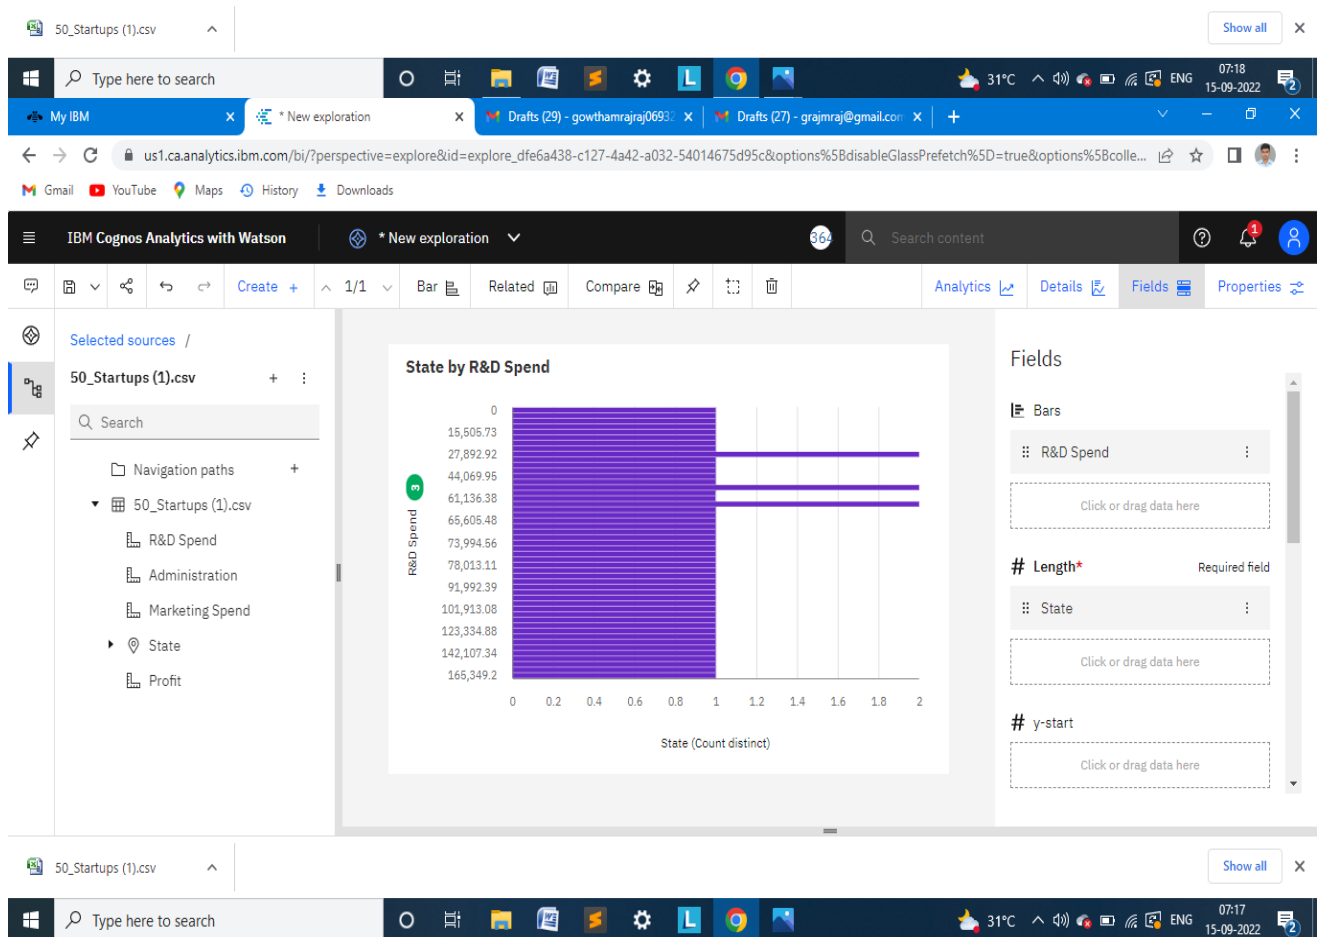 50_Startups (1).csv
Show all
Type here to search
31°C
ENG
07:18
15-09-2022
2
My IBM
* New exploration
Drafts (29) - gowthamrajraj06932
Drafts (27) - grajmraj@gmail.com
us1.ca.analytics.ibm.com/bi/?perspective=explore&id=explore_dfe6a438-c127-4a42-a032-54014675d95c&options%5BdisableGlassPrefetch%5D=true&options%5Bcolle...
Gmail
YouTube
Maps
History
Downloads
IBM Cognos Analytics with Watson
* New exploration
364
Search content
1
Create +
1/1
Bar
Related
Compare
Analytics
Details
Fields
Properties
Selected sources /
50_Startups (1).csv
Search
Navigation paths
50_Startups (1).csv
R&D Spend
Administration
Marketing Spend
State
Profit
State by R&D Spend
0
15,505.73
27,892.92
44,069.95
61,136.38
65,605.48
73,994.56
78,013.11
91,992.39
101,913.08
123,334.88
142,107.34
165,349.2
R&D Spend
3
0 0.2 0.4 0.6 0.8 1 1.2 1.4 1.6 1.8 2
State (Count distinct)
Fields
Bars
R&D Spend
Click or drag data here
# Length* Required field
State
Click or drag data here
# y-start
Click or drag data here
50_Startups (1).csv
Show all
Type here to search
31°C
ENG
07:17
15-09-2022
2